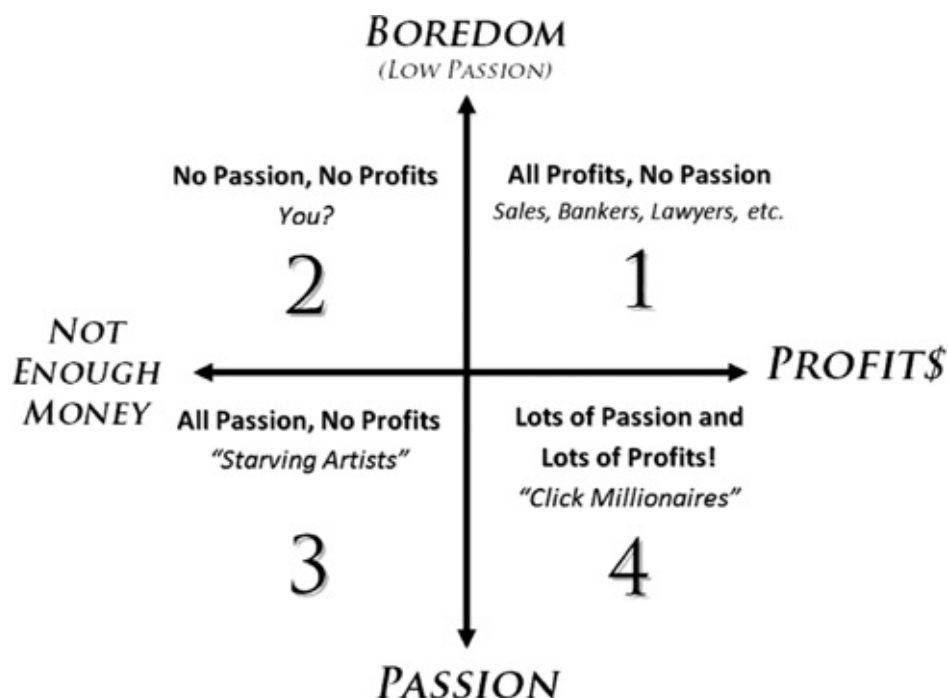 BOREDOM
(LOW PASSION)
No Passion, No Profits
You?
2
All Profits, No Passion
Sales, Bankers, Lawyers, etc.
1
NOT
ENOUGH
MONEY
PROFIT$
All Passion, No Profits
“Starving Artists”
3
Lots of Passion and
Lots of Profits!
“Click Millionaires”
4
PASSION